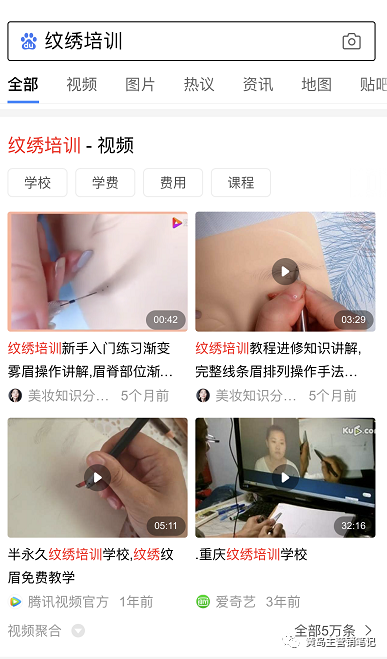 du
纹绣培训
全部 视频 图片 热议 资讯 地图 贴吧
纹绣培训 - 视频
学校 学费 费用 课程
00:42
03:29
纹绣培训新手入门练习渐变
雾眉操作讲解,眉脊部位渐...
美妆知识分... 5个月前
纹绣培训教程进修知识讲解,
完整线条眉排列操作手法...
美妆知识分... 5个月前
05:11
Ku6.com
32:16
半永久纹绣培训学校,纹绣纹
眉免费教学
腾讯视频官方 1年前
.重庆纹绣培训学校
爱奇艺 3年前
视频聚合
全部5万条
黄岛主营销笔记